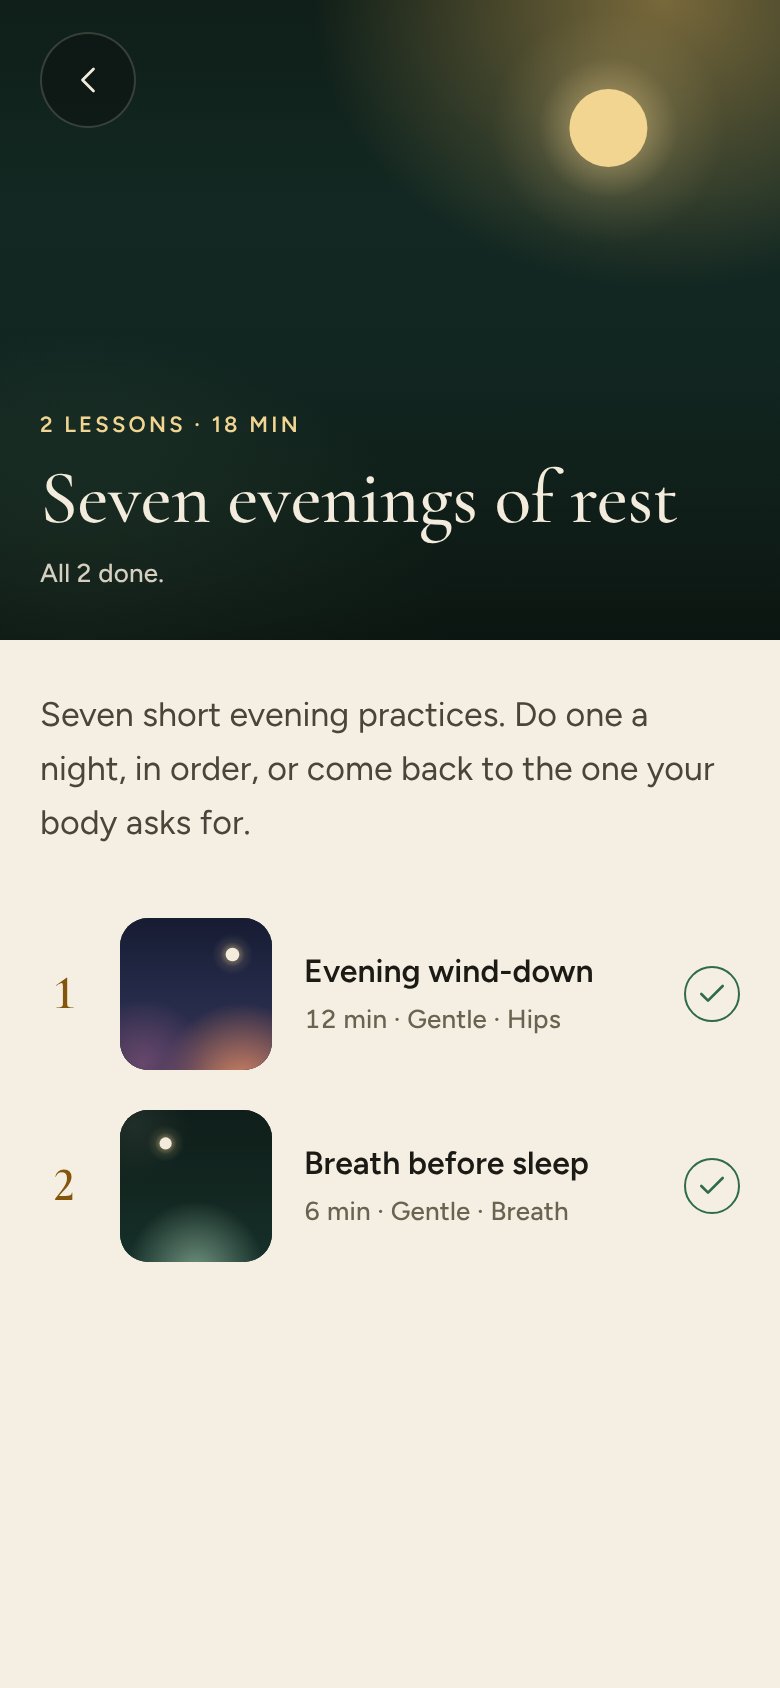 2 LESSONS · 18 MIN
Seven evenings of rest
All 2 done.
Seven short evening practices. Do one a
night, in order, or come back to the one your
body asks for.
1
Evening wind-down
12 min · Gentle · Hips
2
Breath before sleep
6 min · Gentle · Breath